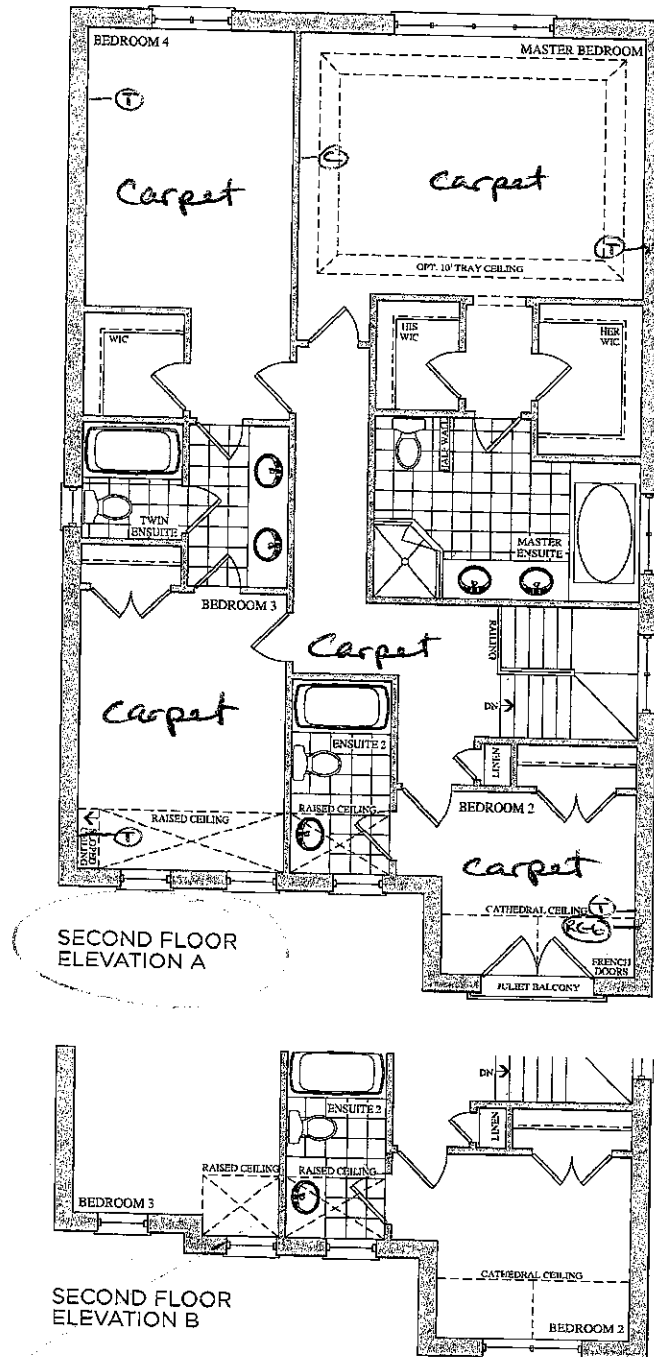 BEDROOM 4
MASTER BEDROOM
T
C
Carpet
Carpet
T
OPT. 10' TRAY CEILING
WIC
HIS
WIC
HER
WIC
HALF WALL
TWIN
ENSUITE
MASTER
ENSUITE
BEDROOM 3
RAILING
Carpet
Carpet
DN
ENSUITE 2
LINEN
RAISED CEILING
RAISED CEILING
BEDROOM 2
SLOPED
CEILING
T
Carpet
CATHEDRAL CEILING
T
FRENCH
DOORS
JULIET BALCONY
SECOND FLOOR
ELEVATION A
DN
ENSUITE 2
LINEN
RAISED CEILING
RAISED CEILING
BEDROOM 3
CATHEDRAL CEILING
BEDROOM 2
SECOND FLOOR
ELEVATION B